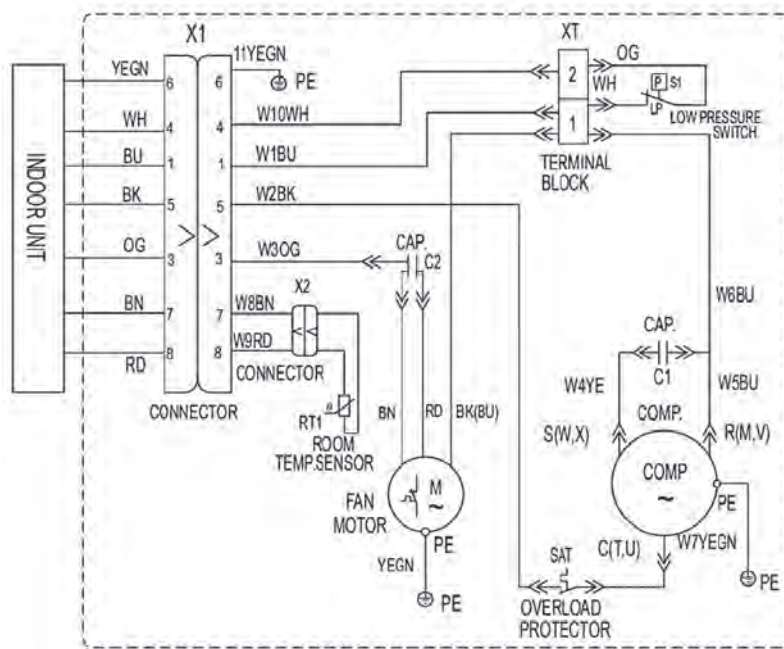 X1
XT
YEGN
6
6
11YEGN
PE
2
OG
WH
P
S1
LP
LOW PRESSURE
SWITCH
WH
4
4
W10WH
BU
1
1
W1BU
1
TERMINAL
BLOCK
BK
5
5
W2BK
INDOOR UNIT
OG
3
3
W3OG
CAP.
C2
X2
BN
7
7
W8BN
RD
8
8
W9RD
CONNECTOR
CONNECTOR
RT1
ROOM
TEMP.SENSOR
BN
RD
BK(BU)
W6BU
CAP.
C1
W4YE
W5BU
COMP.
S(W,X)
R(M,V)
COMP
~
PE
M
~
FAN
MOTOR
PE
YEGN
PE
C(T,U)
W7YEGN
PE
SAT
OVERLOAD
PROTECTOR